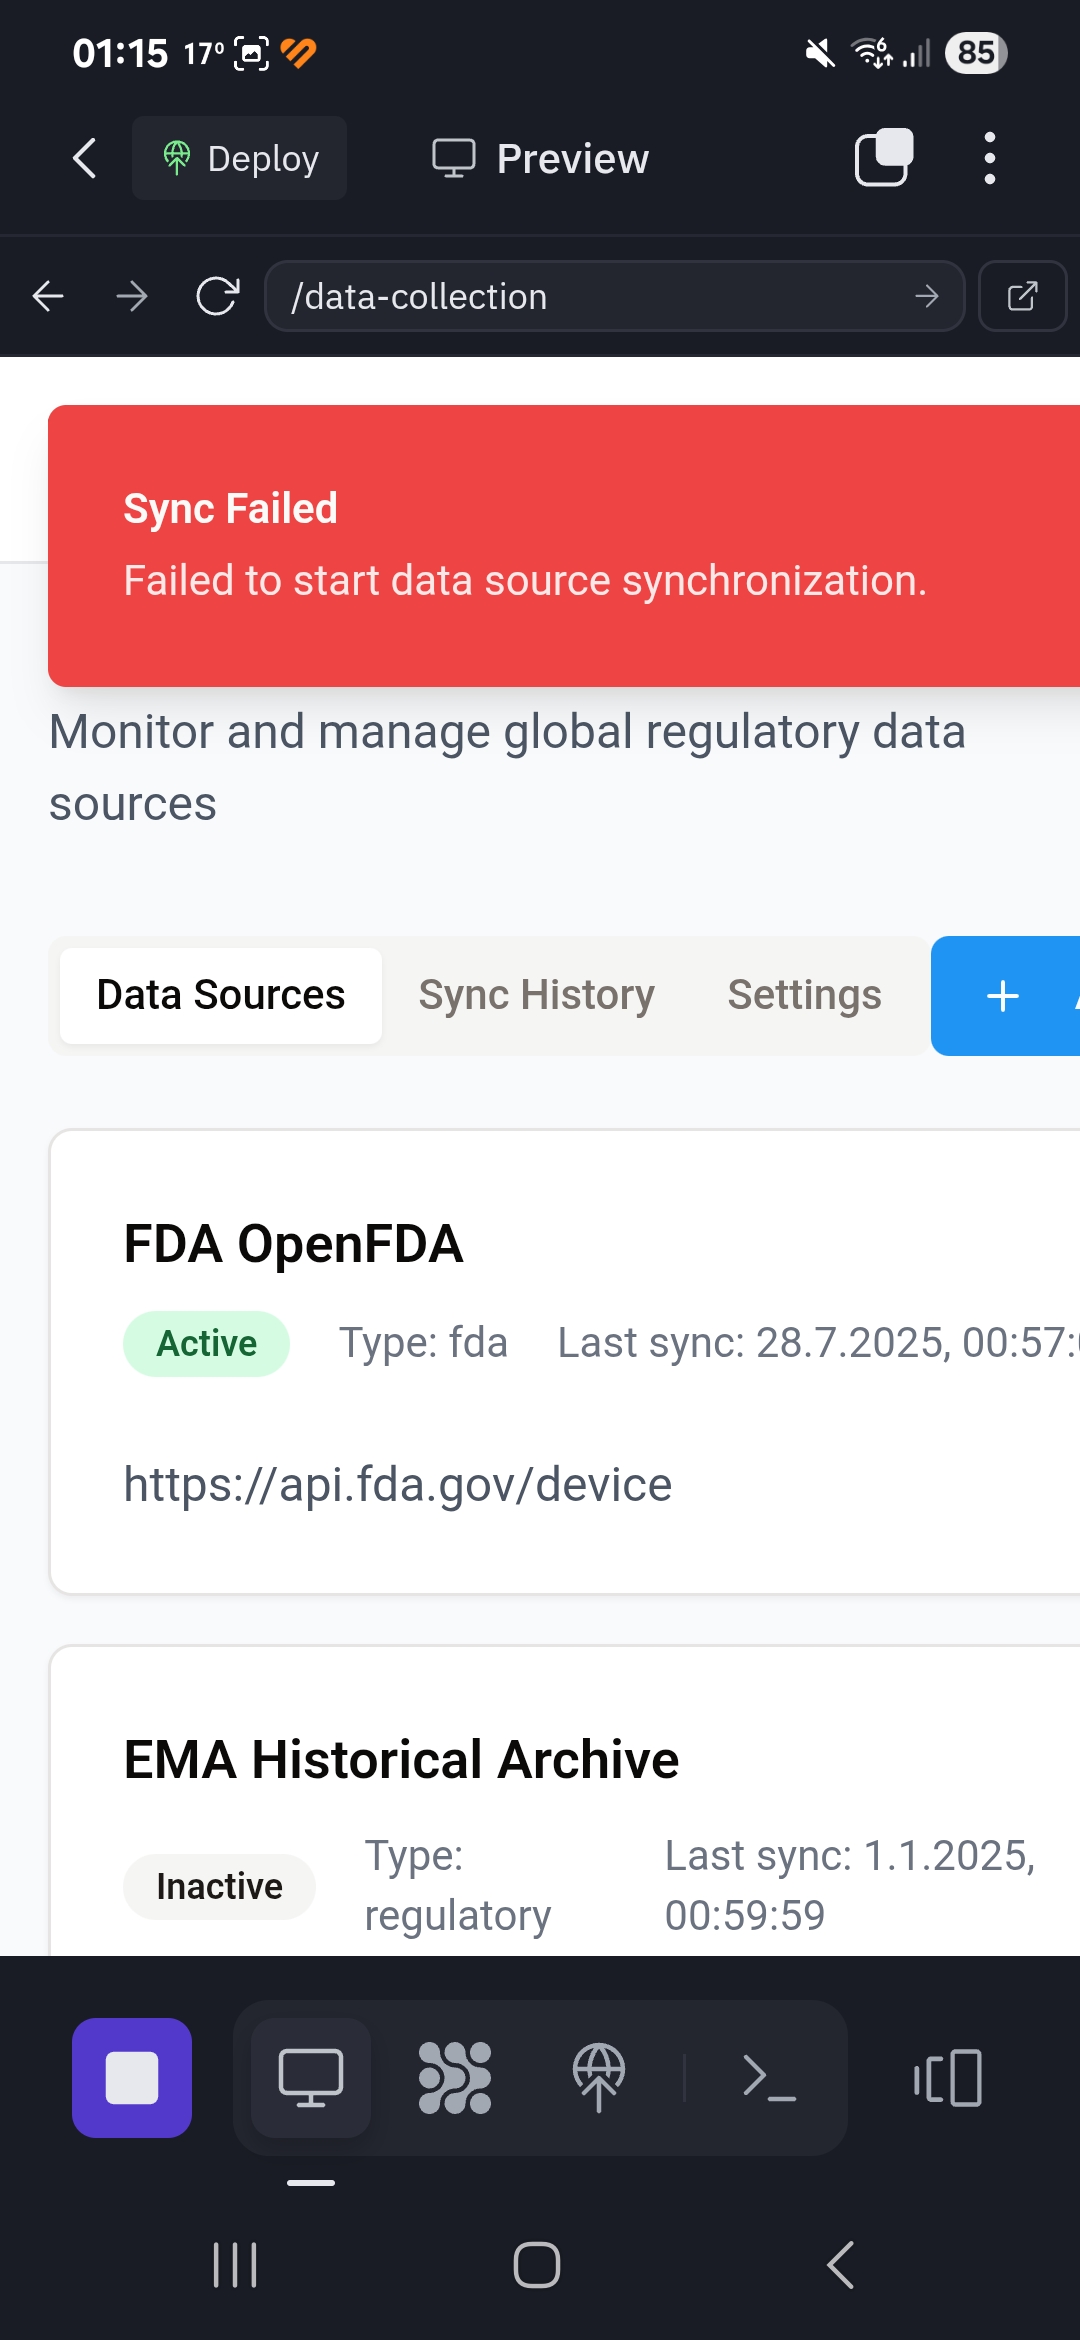 01:15 17° 6 85
Deploy
Preview
/data-collection
Sync Failed
Failed to start data source synchronization.
Monitor and manage global regulatory data
sources
Data Sources Sync History Settings
FDA OpenFDA
Active Type: fda Last sync: 28.7.2025, 00:57:
https://api.fda.gov/device
EMA Historical Archive
Inactive
Type:
regulatory
Last sync: 1.1.2025,
00:59:59